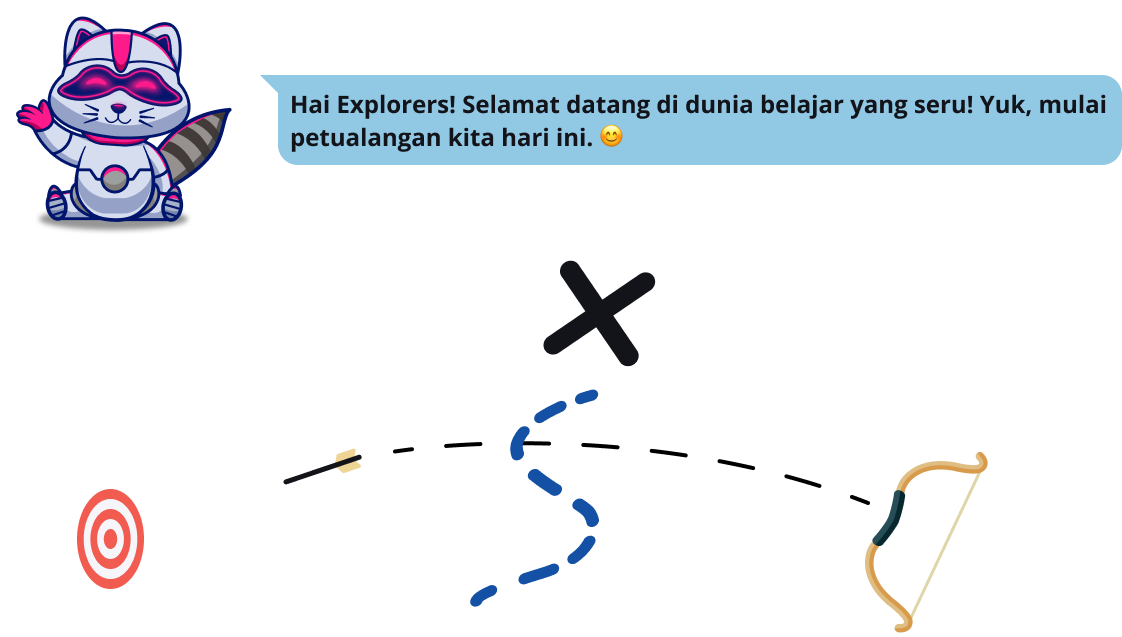 Hai Explorers! Selamat datang di dunia belajar yang seru! Yuk, mulai
petualangan kita hari ini. 😊